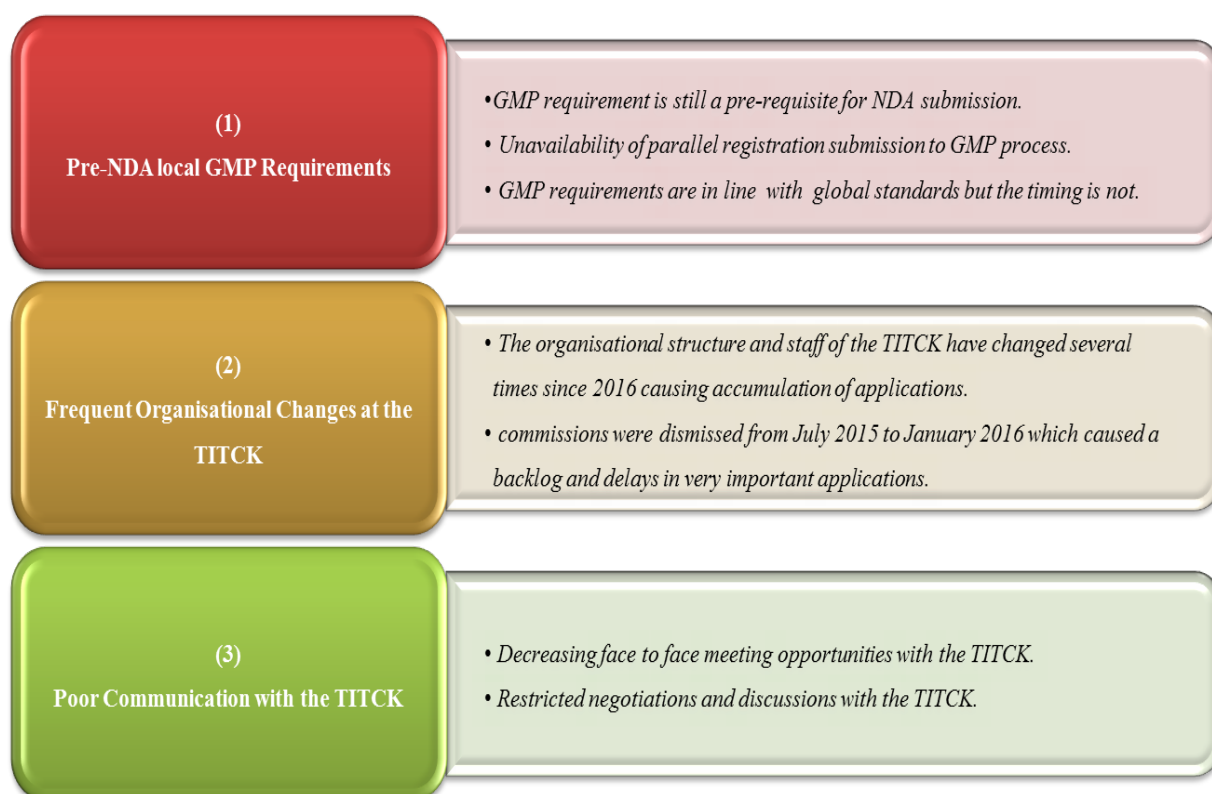 (1)
Pre-NDA local GMP Requirements
•GMP requirement is still a pre-requisite for NDA submission.
• Unavailability of parallel registration submission to GMP process.
• GMP requirements are in line with global standards but the timing is not.
(2)
Frequent Organisational Changes at the
TITCK
• The organisational structure and staff of the TITCK have changed several
times since 2016 causing accumulation of applications.
• commissions were dismissed from July 2015 to January 2016 which caused a
backlog and delays in very important applications.
(3)
Poor Communication with the TITCK
• Decreasing face to face meeting opportunities with the TITCK.
• Restricted negotiations and discussions with the TITCK.